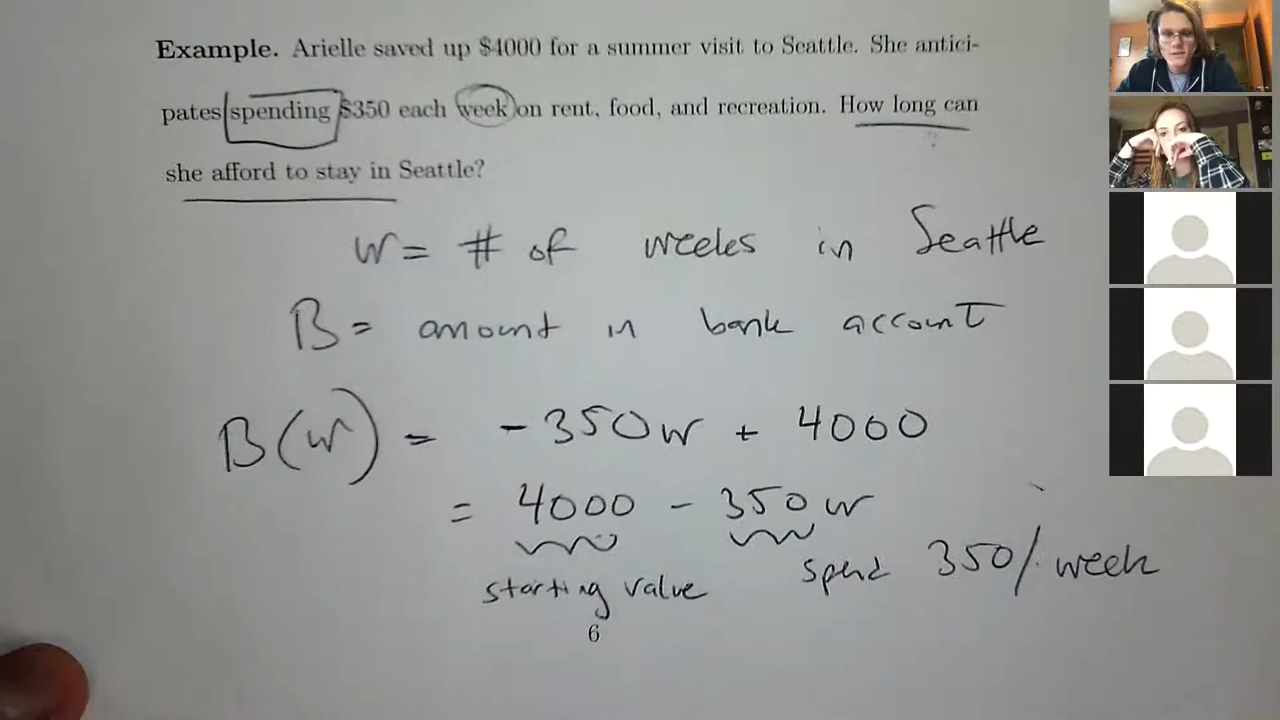 Example. Arielle saved up $4000 for a summer visit to Seattle. She antici-
pates spending $350 each week on rent, food, and recreation. How long can
she afford to stay in Seattle?
w = # of weeks in Seattle
B = amount in bank account
B(w) = -350w + 4000
= 4000 - 350w
starting value spend 350/week
6